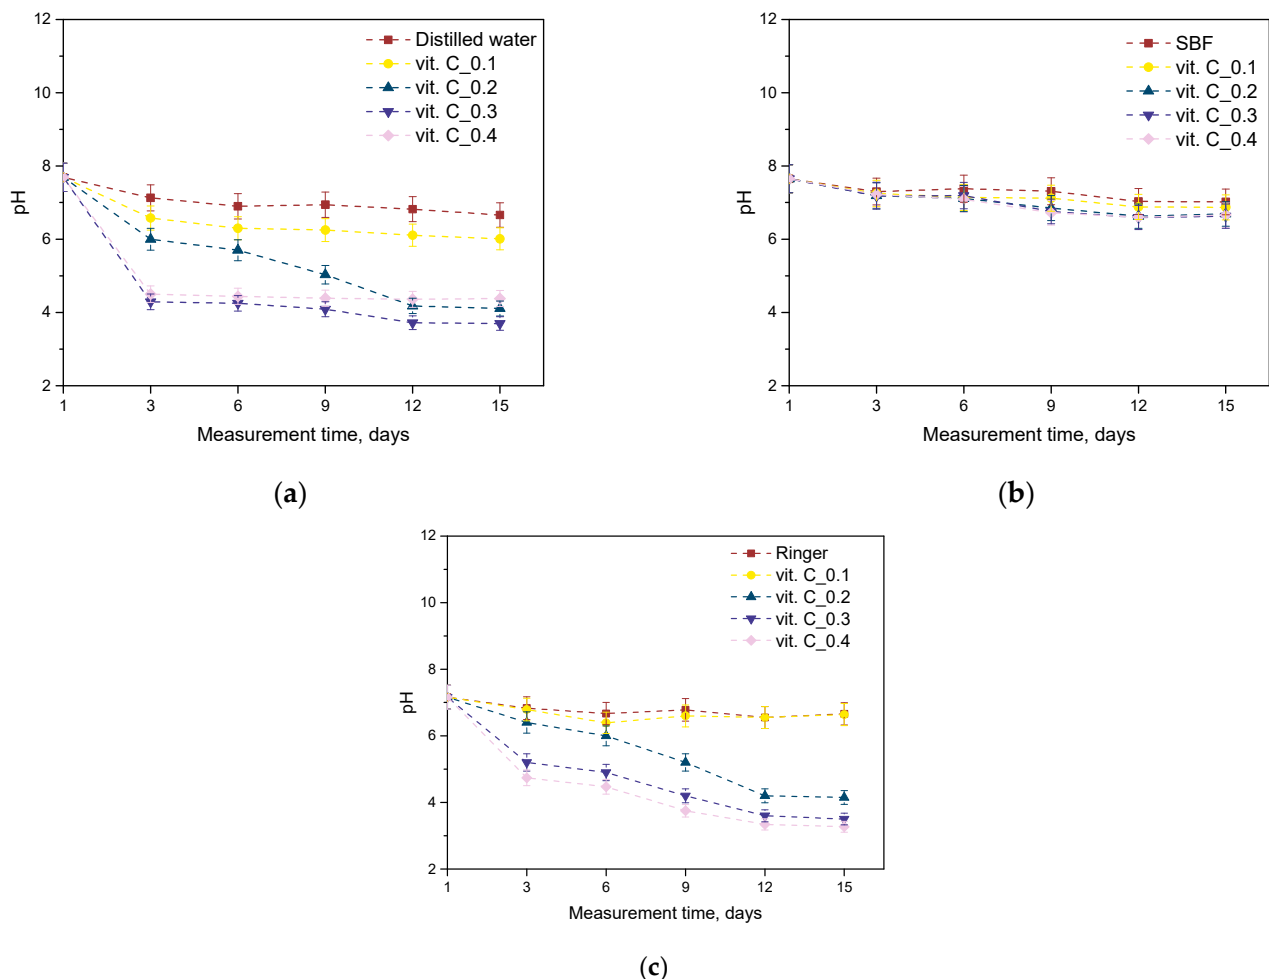 12
10
8
6
4
2
pH
Distilled water
vit. C_0.1
vit. C_0.2
vit. C_0.3
vit. C_0.4
1 3 6 9 12 15
Measurement time, days
(a)
12
10
8
6
4
2
pH
SBF
vit. C_0.1
vit. C_0.2
vit. C_0.3
vit. C_0.4
1 3 6 9 12 15
Measurement time, days
(b)
12
10
8
6
4
2
pH
Ringer
vit. C_0.1
vit. C_0.2
vit. C_0.3
vit. C_0.4
1 3 6 9 12 15
Measurement time, days
(c)